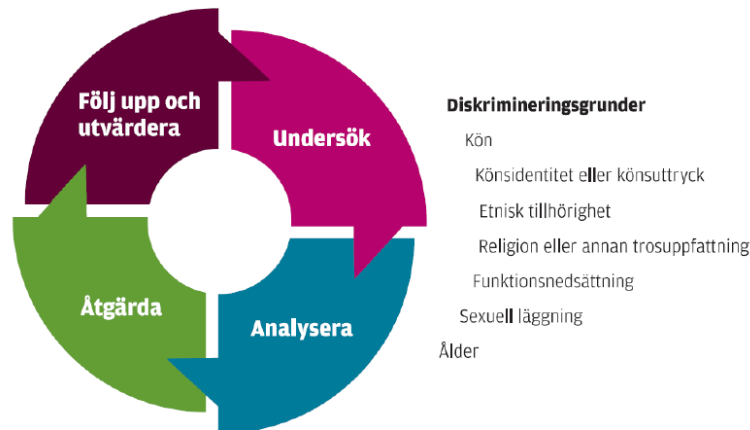 Följ upp och
utvärdera
Undersök
Åtgärda
Analysera
Diskrimineringsgrunder
Kön
Könsidentitet eller könsuttryck
Etnisk tillhörighet
Religion eller annan trosuppfattning
Funktionsnedsättning
Sexuell läggning
Ålder